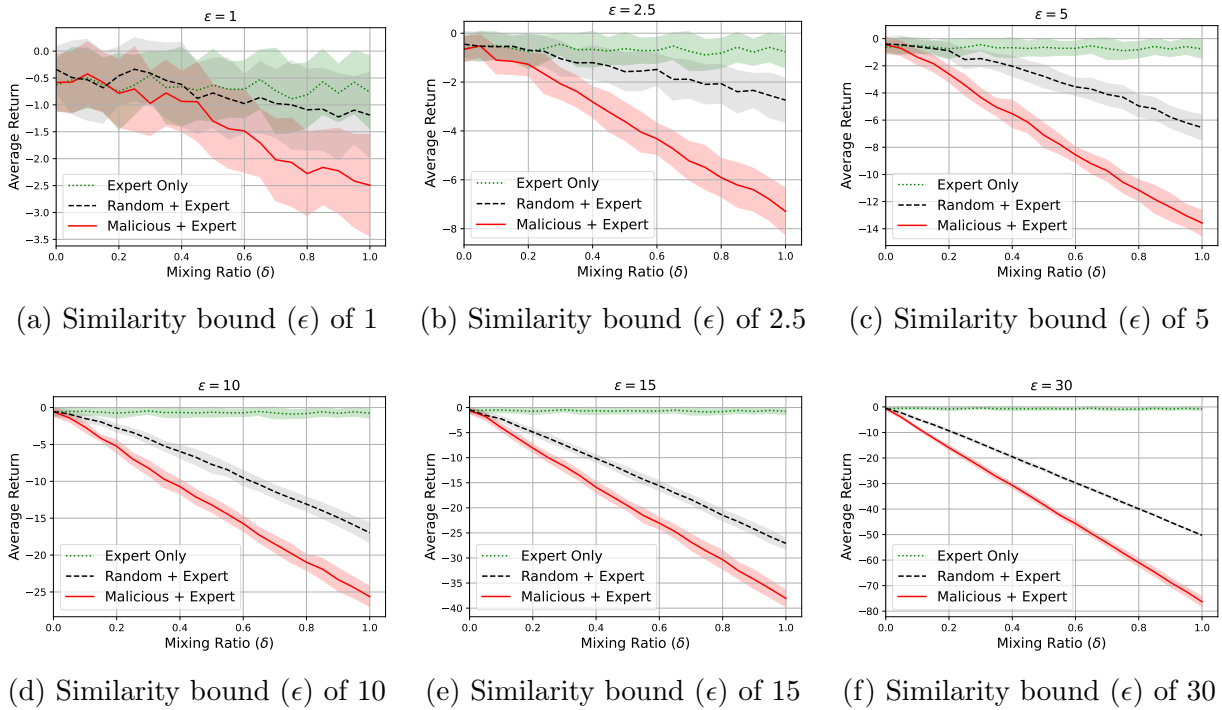 ε = 1
Average Return
0.0
−0.5
−1.0
−1.5
−2.0
−2.5
−3.0
−3.5
Expert Only
Random + Expert
Malicious + Expert
0.0 0.2 0.4 0.6 0.8 1.0
Mixing Ratio (δ)
(a) Similarity bound (ϵ) of 1
ε = 2.5
Average Return
0
−2
−4
−6
−8
Expert Only
Random + Expert
Malicious + Expert
0.0 0.2 0.4 0.6 0.8 1.0
Mixing Ratio (δ)
(b) Similarity bound (ϵ) of 2.5
ε = 5
Average Return
0
−2
−4
−6
−8
−10
−12
−14
Expert Only
Random + Expert
Malicious + Expert
0.0 0.2 0.4 0.6 0.8 1.0
Mixing Ratio (δ)
(c) Similarity bound (ϵ) of 5
ε = 10
Average Return
0
−5
−10
−15
−20
−25
Expert Only
Random + Expert
Malicious + Expert
0.0 0.2 0.4 0.6 0.8 1.0
Mixing Ratio (δ)
(d) Similarity bound (ϵ) of 10
ε = 15
Average Return
0
−5
−10
−15
−20
−25
−30
−35
−40
Expert Only
Random + Expert
Malicious + Expert
0.0 0.2 0.4 0.6 0.8 1.0
Mixing Ratio (δ)
(e) Similarity bound (ϵ) of 15
ε = 30
Average Return
0
−10
−20
−30
−40
−50
−60
−70
−80
Expert Only
Random + Expert
Malicious + Expert
0.0 0.2 0.4 0.6 0.8 1.0
Mixing Ratio (δ)
(f) Similarity bound (ϵ) of 30